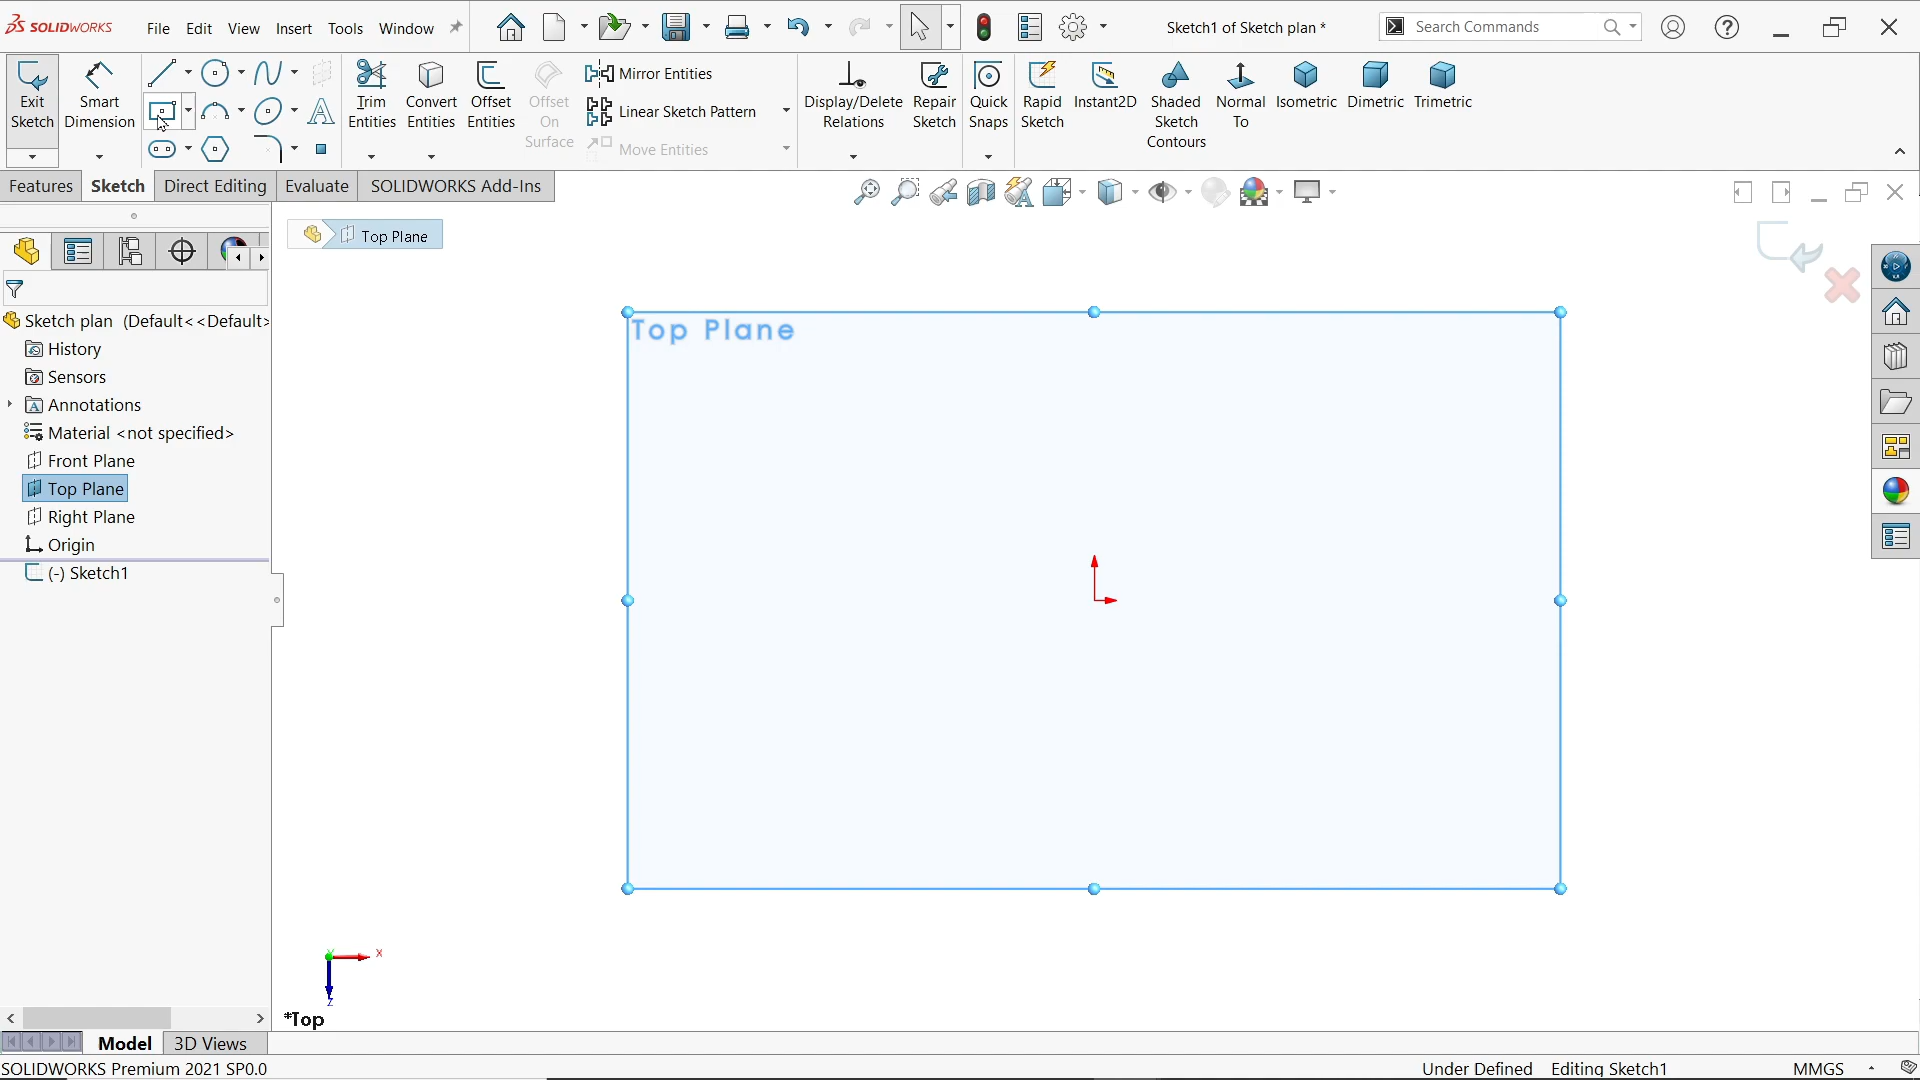 SOLIDWORKS File Edit View Insert Tools Window Sketch1 of Sketch plan * Search Commands
Exit Sketch
Smart Dimension
Trim Entities
Convert Entities
Offset Entities
Offset On Surface
Mirror Entities
Linear Sketch Pattern
Move Entities
Display/Delete Relations
Repair Sketch
Quick Snaps
Rapid Sketch
Instant2D
Shaded Sketch Contours
Normal To
Isometric
Dimetric
Trimetric
Features Sketch Direct Editing Evaluate SOLIDWORKS Add-Ins
Top Plane
Sketch plan (Default<<Default>
History
Sensors
Annotations
Material <not specified>
Front Plane
Top Plane
Right Plane
Origin
(-) Sketch1
Top Plane
Y
X
Z
*Top
Model 3D Views
SOLIDWORKS Premium 2021 SP0.0 Under Defined Editing Sketch1 MMGS